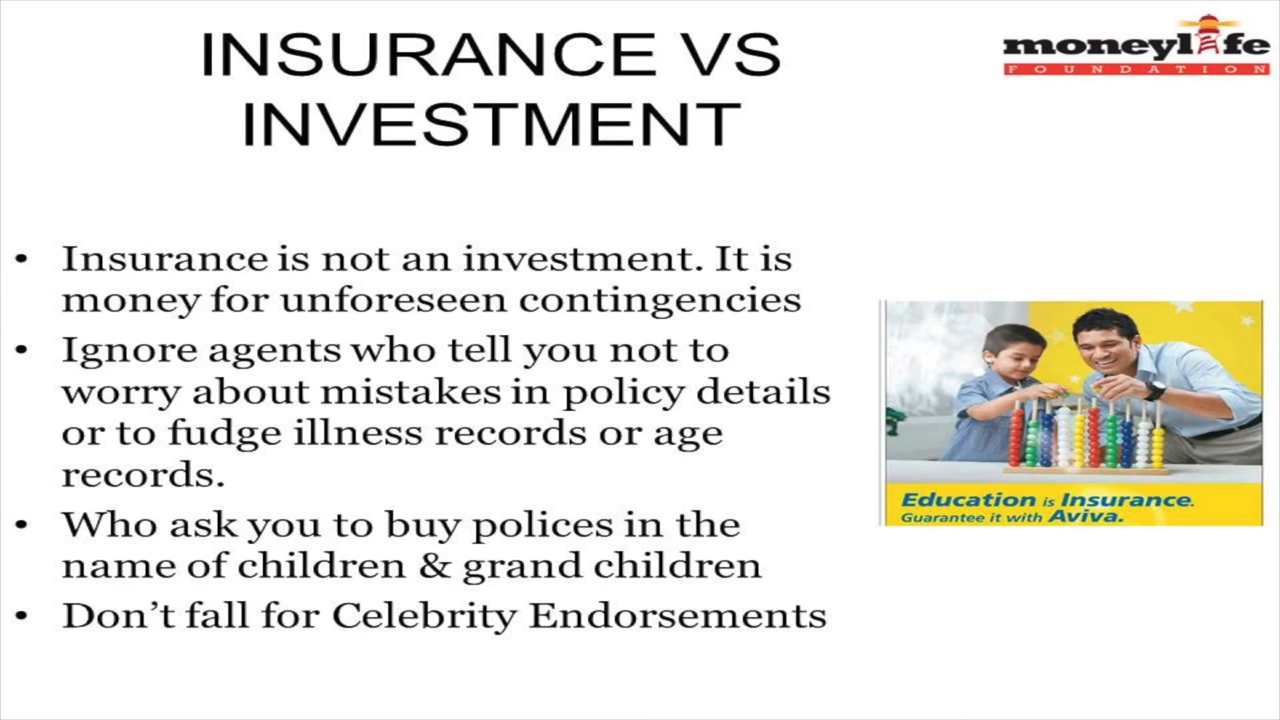 INSURANCE VS
INVESTMENT
moneylife
FOUNDATION
• Insurance is not an investment. It is
money for unforeseen contingencies
• Ignore agents who tell you not to
worry about mistakes in policy details
or to fudge illness records or age
records.
• Who ask you to buy polices in the
name of children & grand children
• Don’t fall for Celebrity Endorsements
Education is Insurance.
Guarantee it with Aviva.